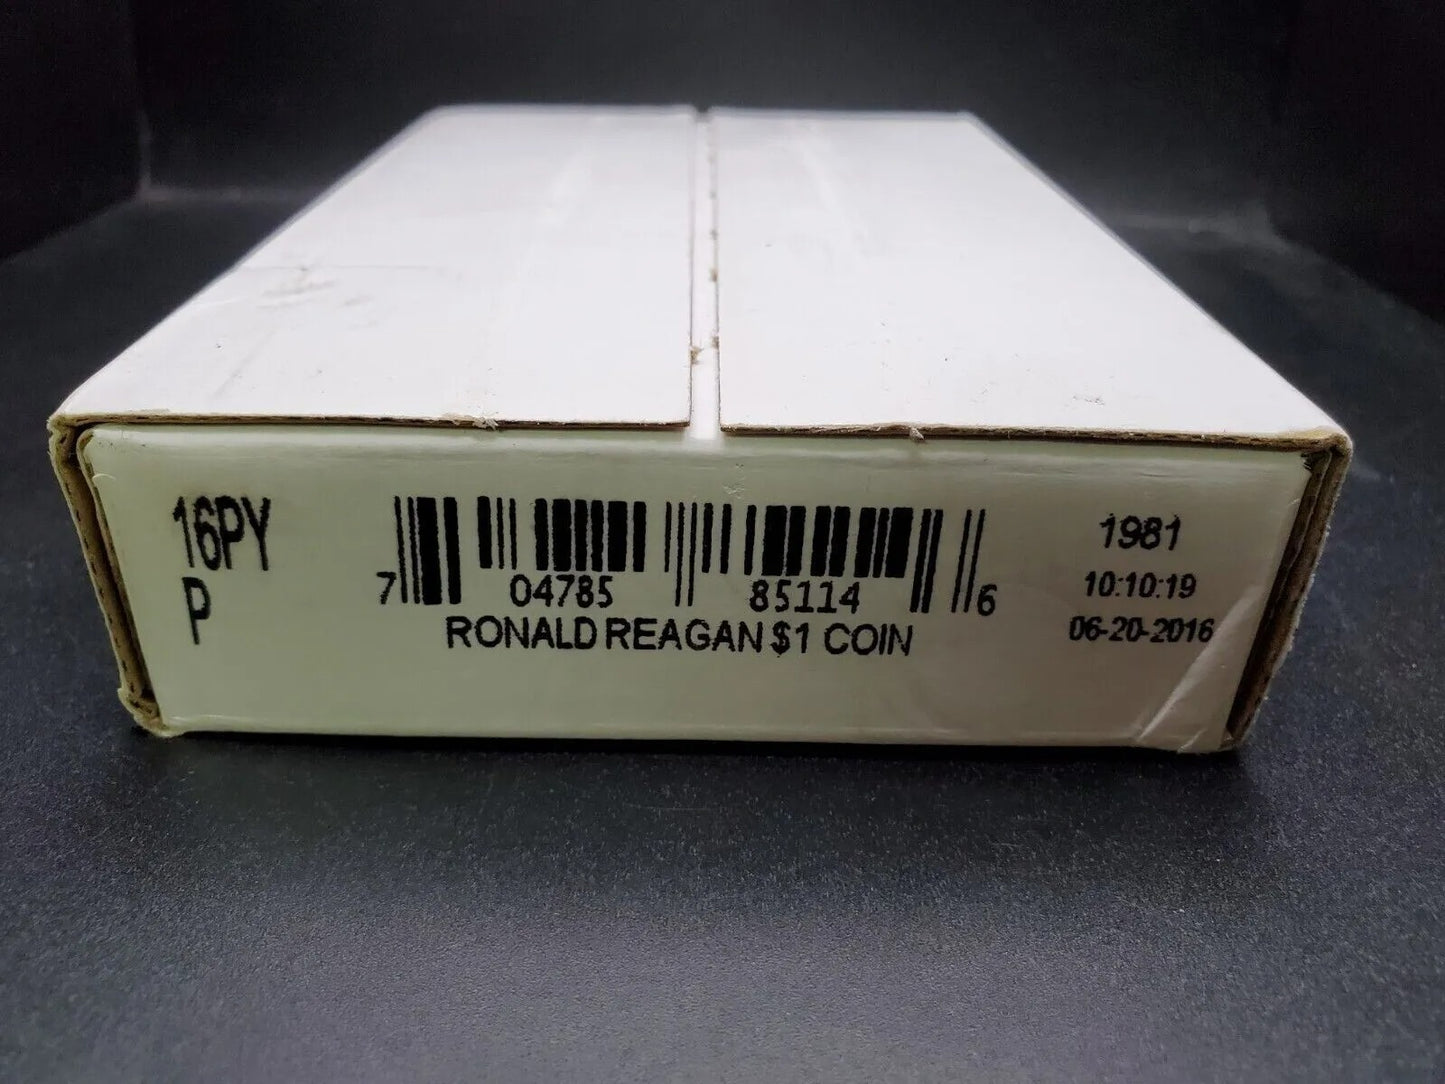 16PY
P
7 04785 85114 6
RONALD REAGAN $1 COIN
1981
10:10:19
06-20-2016